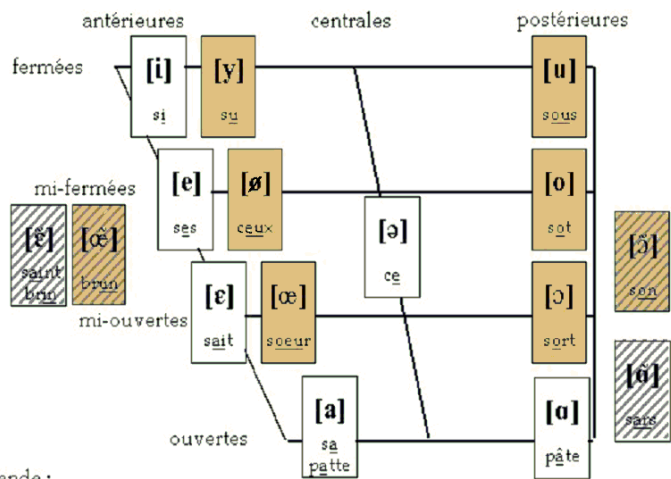 antérieures centrales postérieures
fermées [i] [y] [u]
si su sous
mi-fermées [e] [ø] [o]
ses ceux sot
[ɛ̃] [œ̃] [ə] [ɔ̃]
saint brun ce son
brin
[ɛ] [œ] [ɔ]
mi-ouvertes sait soeur sort
[ɑ̃]
sars
ouvertes [a] [ɑ]
sa pâte
patte